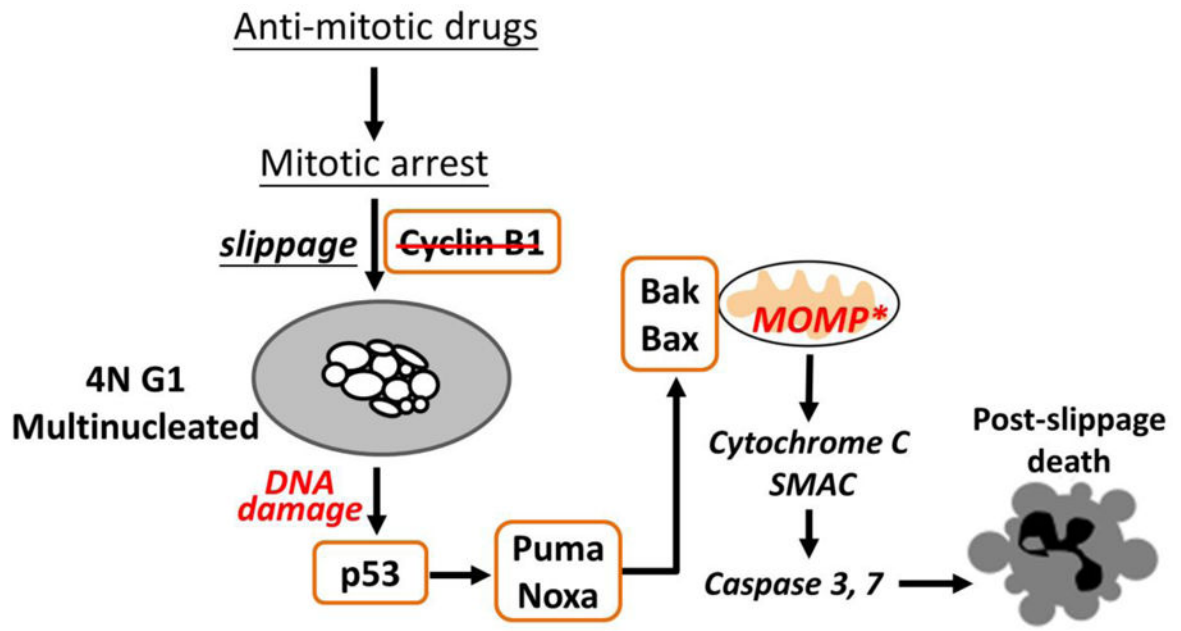 Anti-mitotic drugs
Mitotic arrest
slippage
Cyclin B1
4N G1
Multinucleated
DNA
damage
p53
Puma
Noxa
Bak
Bax
MOMP*
Cytochrome C
SMAC
Caspase 3, 7
Post-slippage
death